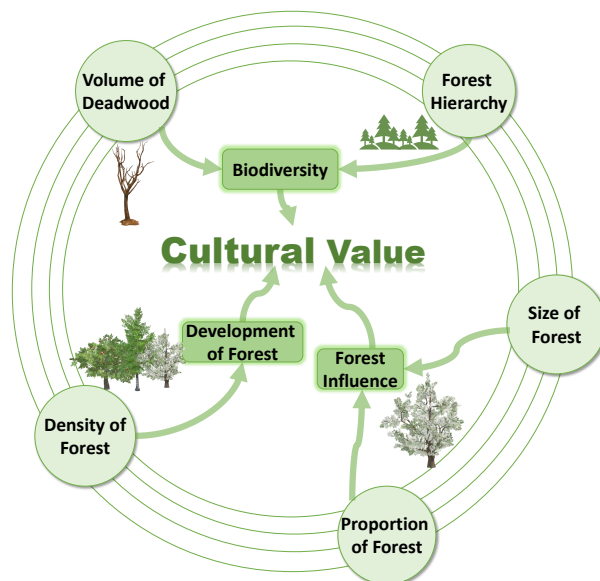 Volume of
Deadwood
Forest
Hierarchy
Biodiversity
Cultural Value
Size of
Forest
Development
of Forest
Forest
Influence
Density of
Forest
Proportion
of Forest